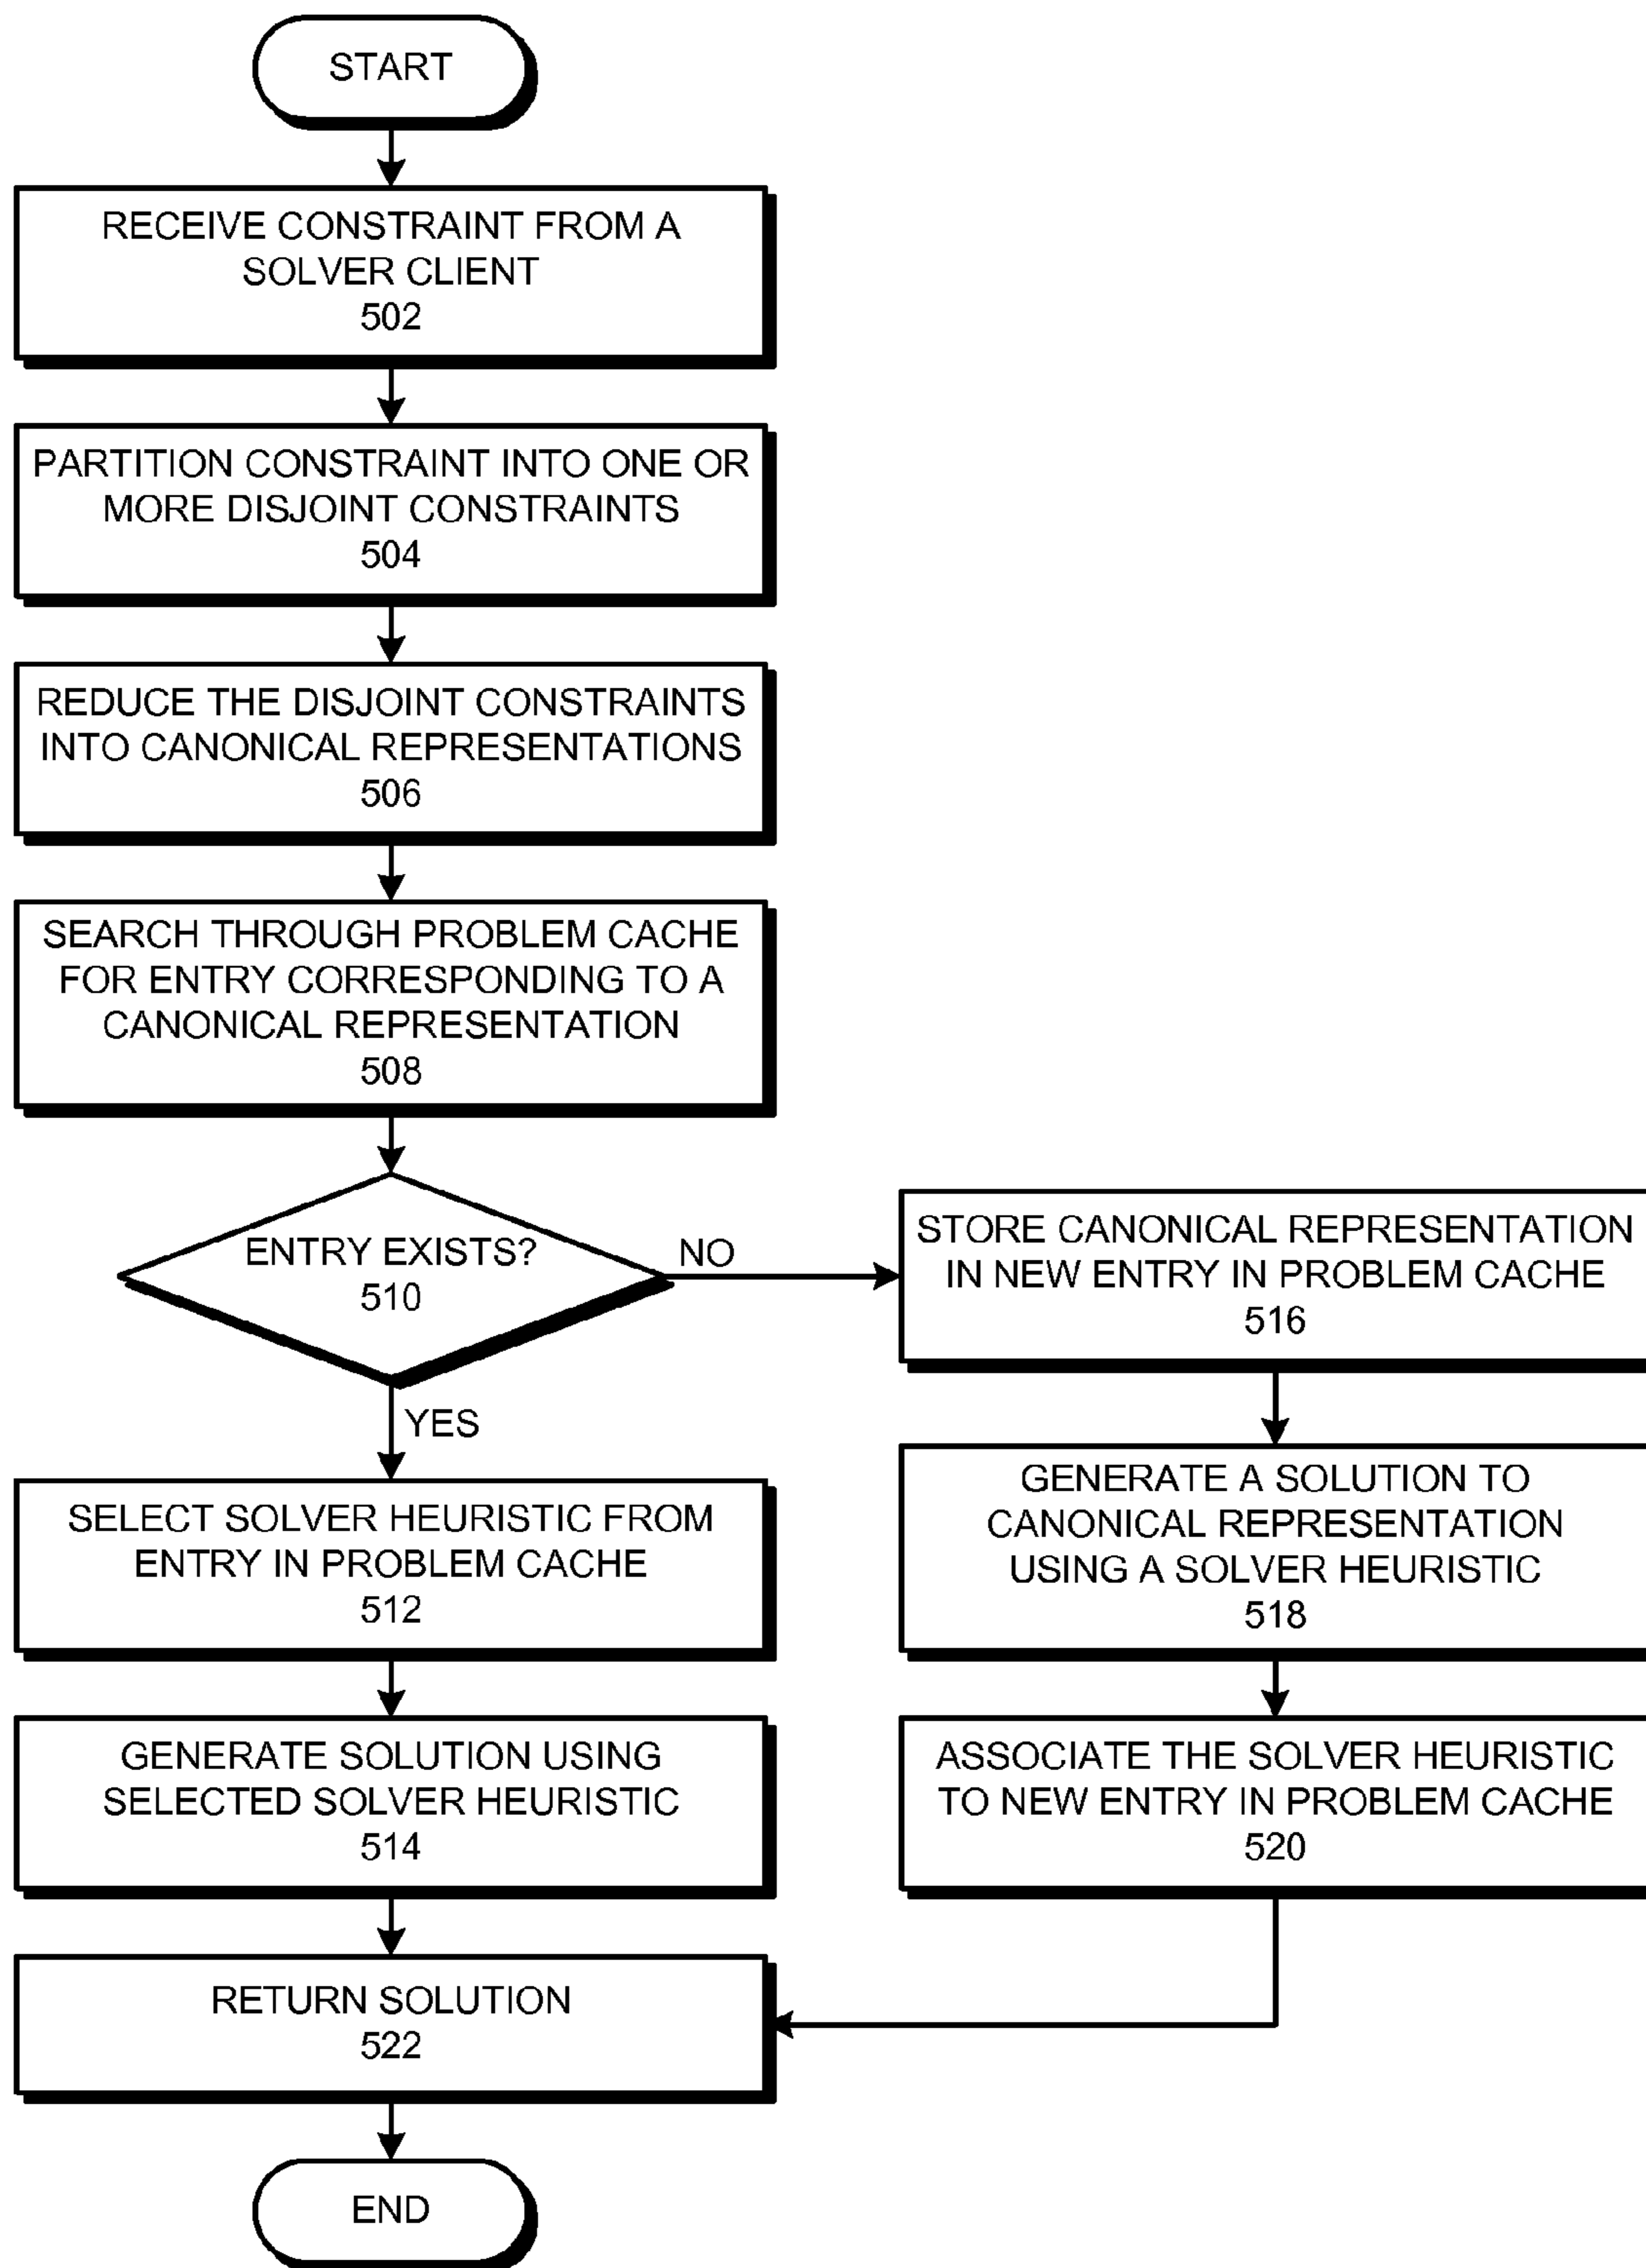 START
RECEIVE CONSTRAINT FROM A
SOLVER CLIENT
502
PARTITION CONSTRAINT INTO ONE OR
MORE DISJOINT CONSTRAINTS
504
REDUCE THE DISJOINT CONSTRAINTS
INTO CANONICAL REPRESENTATIONS
506
SEARCH THROUGH PROBLEM CACHE
FOR ENTRY CORRESPONDING TO A
CANONICAL REPRESENTATION
508
ENTRY EXISTS?
510
NO
YES
SELECT SOLVER HEURISTIC FROM
ENTRY IN PROBLEM CACHE
512
GENERATE SOLUTION USING
SELECTED SOLVER HEURISTIC
514
STORE CANONICAL REPRESENTATION
IN NEW ENTRY IN PROBLEM CACHE
516
GENERATE A SOLUTION TO
CANONICAL REPRESENTATION
USING A SOLVER HEURISTIC
518
ASSOCIATE THE SOLVER HEURISTIC
TO NEW ENTRY IN PROBLEM CACHE
520
RETURN SOLUTION
522
END